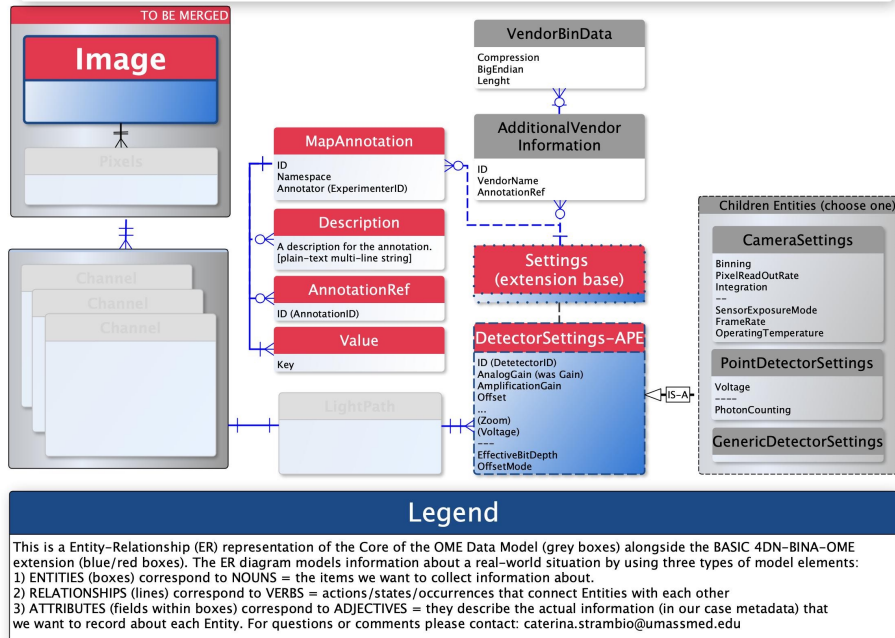 TO BE MERGED
Image
Pixels
Channel
Channel
Channel
MapAnnotation
ID
Namespace
Annotator (ExperimenterID)
Description
A description for the annotation.
[plain-text multi-line string]
AnnotationRef
ID (AnnotationID)
Value
Key
LightPath
VendorBinData
Compression
BigEndian
Lenght
AdditionalVendor
Information
ID
VendorName
AnnotationRef
Settings
(extension base)
DetectorSettings-APE
ID (DetetectorID)
AnalogGain (was Gain)
AmplificationGain
Offset
...
(Zoom)
(Voltage)
---
EffectiveBitDepth
OffsetMode
IS-A
Children Entities (choose one)
CameraSettings
Binning
PixelReadOutRate
Integration
--
SensorExposureMode
FrameRate
OperatingTemperature
PointDetectorSettings
Voltage
----
PhotonCounting
GenericDetectorSettings
Legend
This is a Entity-Relationship (ER) representation of the Core of the OME Data Model (grey boxes) alongside the BASIC 4DN-BINA-OME
extension (blue/red boxes). The ER diagram models information about a real-world situation by using three types of model elements:
1) ENTITIES (boxes) correspond to NOUNS = the items we want to collect information about.
2) RELATIONSHIPS (lines) correspond to VERBS = actions/states/occurrences that connect Entities with each other
3) ATTRIBUTES (fields within boxes) correspond to ADJECTIVES = they describe the actual information (in our case metadata) that
we want to record about each Entity. For questions or comments please contact: caterina.strambio@umassmed.edu